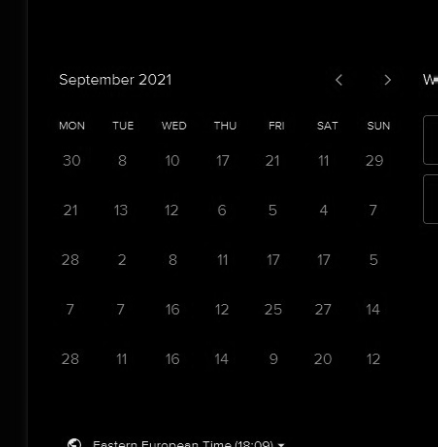 September 2021
MON TUE WED THU FRI SAT SUN
30 8 10 17 21 11 29
21 13 12 6 5 4 7
28 2 8 11 17 17 5
7 7 16 12 25 27 14
28 11 16 14 9 20 12
Eastern European Time (18:09)